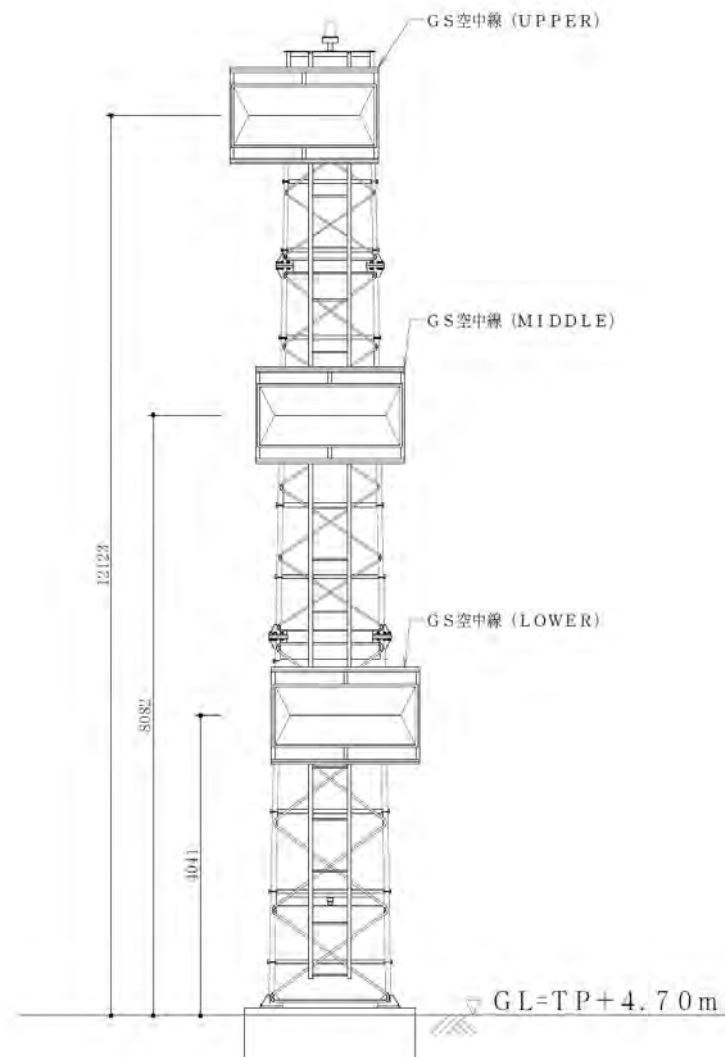 GS空中線 (UPPER)
GS空中線 (MIDDLE)
12123
GS空中線 (LOWER)
8082
4041
GL=TP+4.70m